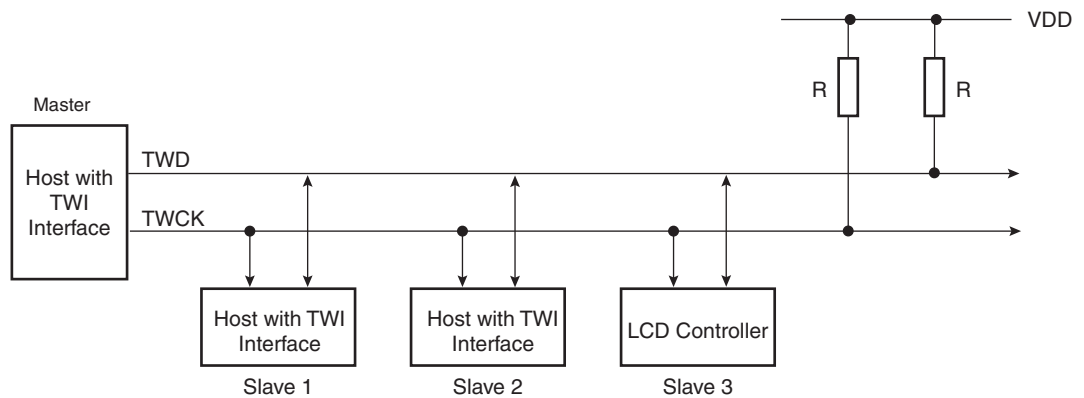 VDD
R
R
Master
Host with
TWI
Interface
TWD
TWCK
Host with TWI
Interface
Slave 1
Host with TWI
Interface
Slave 2
LCD Controller
Slave 3